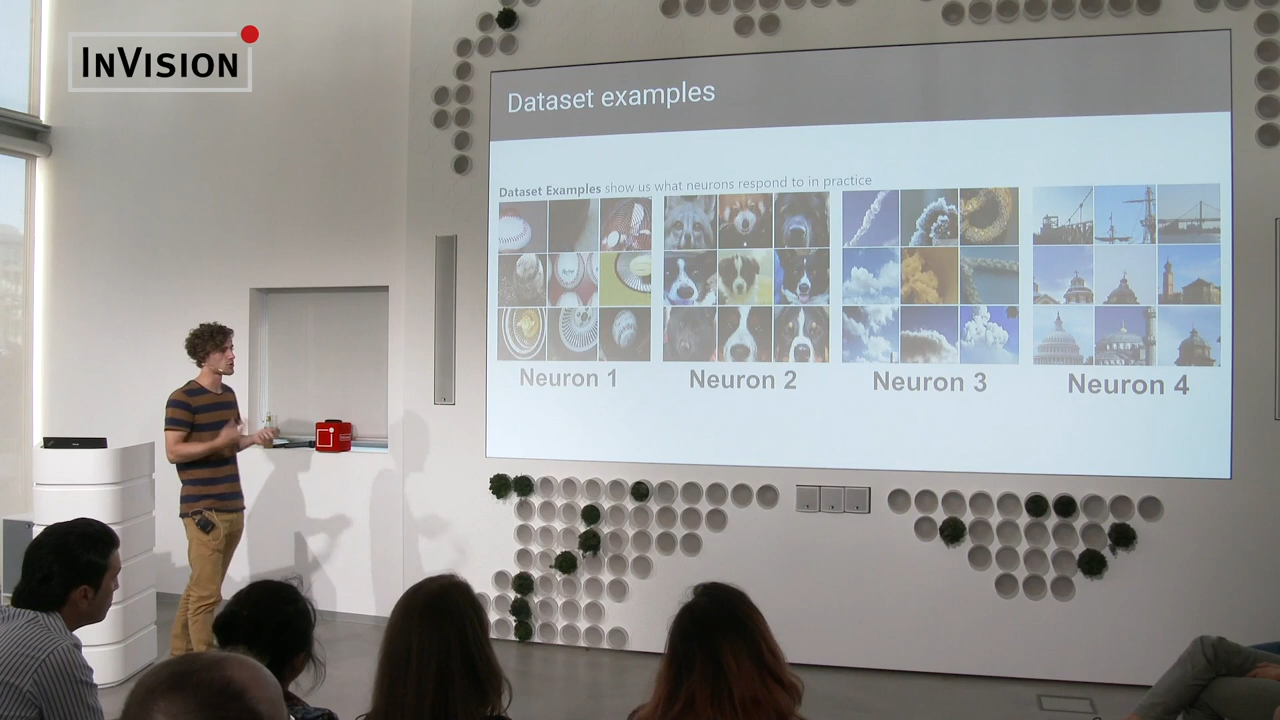 INVISION
Dataset examples
Dataset Examples show us what neurons respond to in practice
Neuron 1
Neuron 2
Neuron 3
Neuron 4